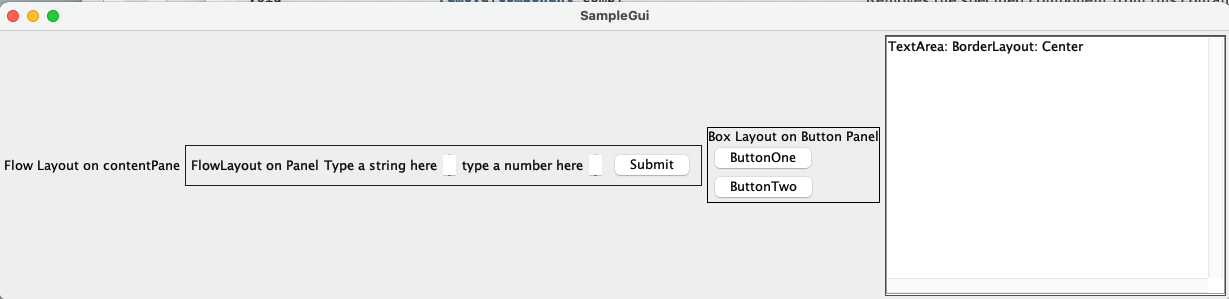 SampleGui
TextArea: BorderLayout: Center
Box Layout on Button Panel
Flow Layout on contentPane
FlowLayout on Panel Type a string here
type a number here
Submit
ButtonOne
ButtonTwo